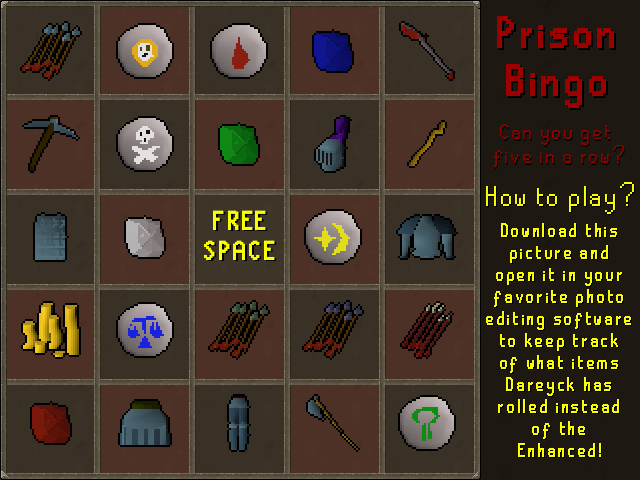 Prison
Bingo
Can you get
five in a row?
How to play?
Download this
picture and
open it in your
favorite photo
editing software
to keep track
of what items
Dareyck has
rolled instead
of the
Enhanced!
FREE
SPACE